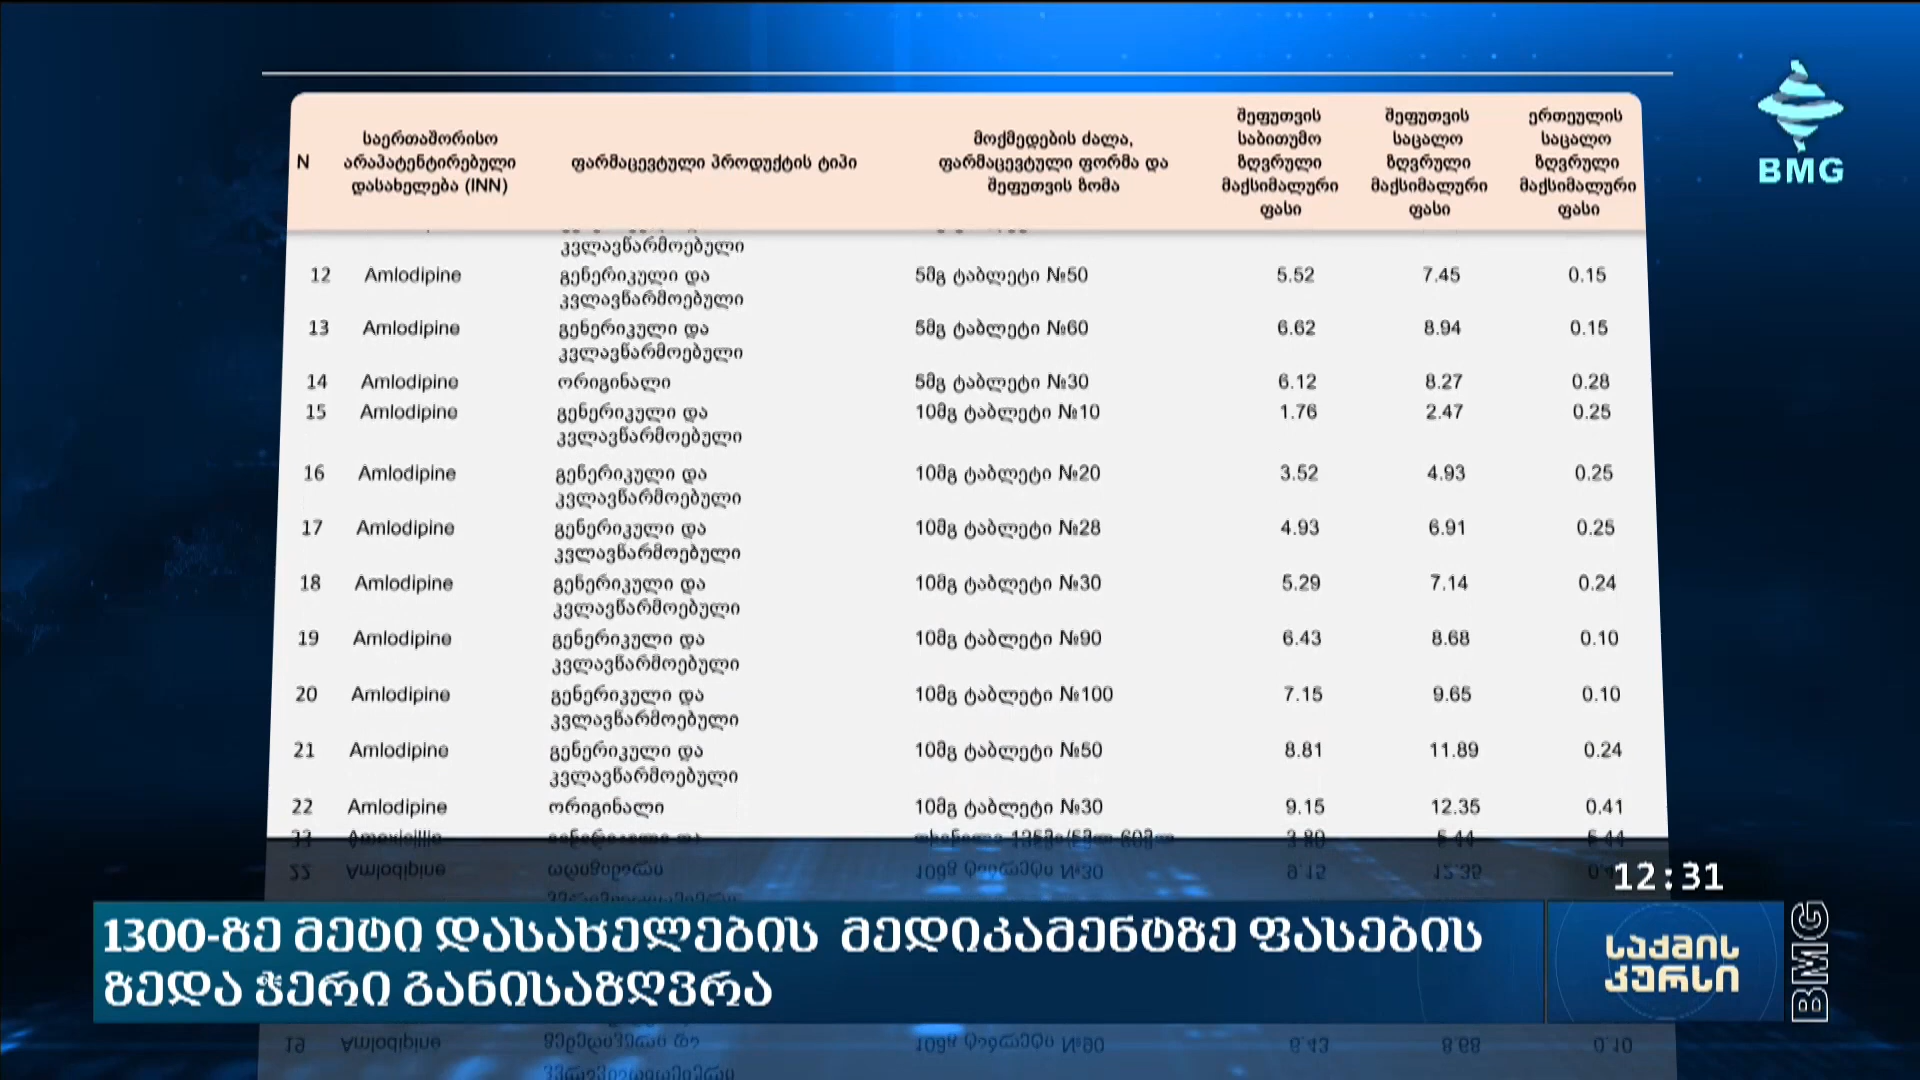 N
საერთაშორისო
არაპატენტირებული
დასახელება (INN)
ფარმაცევტული პროდუქტის ტიპი
მოქმედების ძალა,
ფარმაცევტული ფორმა და
შეფუთვის ზომა
შეფუთვის
საბითუმო
ზღვრული
მაქსიმალური
ფასი
შეფუთვის
საცალო
ზღვრული
მაქსიმალური
ფასი
ერთეულის
საცალო
ზღვრული
მაქსიმალური
ფასი
BMG
კვლავწარმოებული
12 Amlodipine გენერიკული და 5მგ ტაბლეტი №50 5.52 7.45 0.15
კვლავწარმოებული
13 Amlodipine გენერიკული და 5მგ ტაბლეტი №60 6.62 8.94 0.15
კვლავწარმოებული
14 Amlodipine ორიგინალი 5მგ ტაბლეტი №30 6.12 8.27 0.28
15 Amlodipine გენერიკული და 10მგ ტაბლეტი №10 1.76 2.47 0.25
კვლავწარმოებული
16 Amlodipine გენერიკული და 10მგ ტაბლეტი №20 3.52 4.93 0.25
კვლავწარმოებული
17 Amlodipine გენერიკული და 10მგ ტაბლეტი №28 4.93 6.91 0.25
კვლავწარმოებული
18 Amlodipine გენერიკული და 10მგ ტაბლეტი №30 5.29 7.14 0.24
კვლავწარმოებული
19 Amlodipine გენერიკული და 10მგ ტაბლეტი №90 6.43 8.68 0.10
კვლავწარმოებული
20 Amlodipine გენერიკული და 10მგ ტაბლეტი №100 7.15 9.65 0.10
კვლავწარმოებული
21 Amlodipine გენერიკული და 10მგ ტაბლეტი №50 8.81 11.89 0.24
კვლავწარმოებული
22 Amlodipine ორიგინალი 10მგ ტაბლეტი №30 9.15 12.35 0.41
12:31
1300-ზე მეტი დასახელების მედიკამენტზე ფასების
ზედა ჭერი განისაზღვრა
საქმის
კურსი
BMG